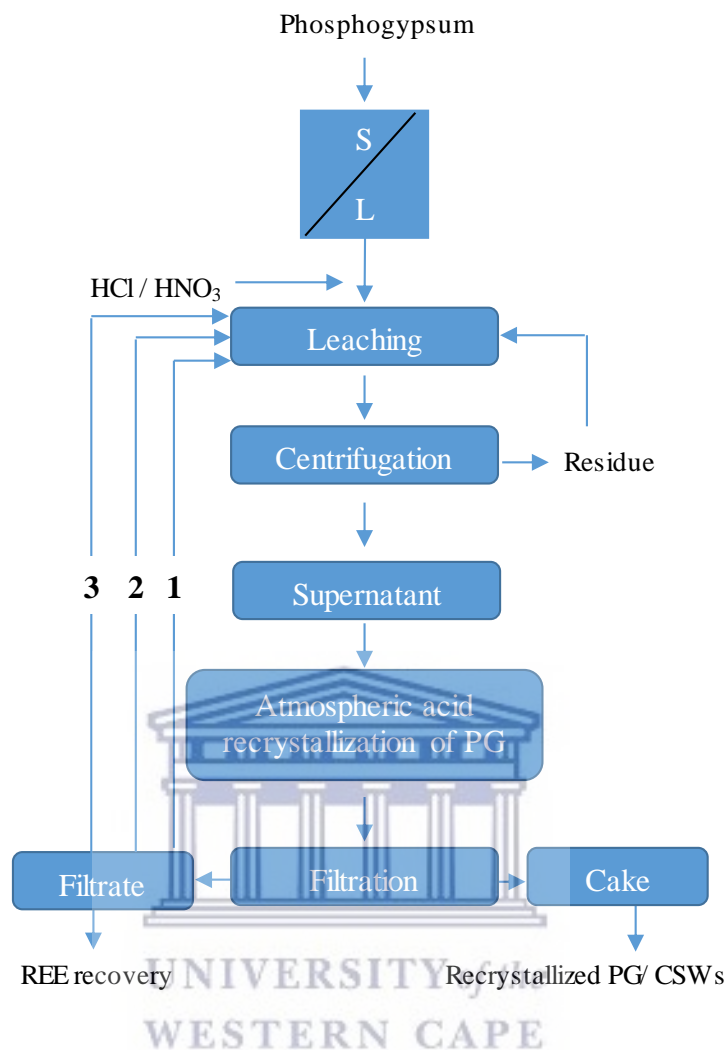 Phosphogypsum
S
L
HCl / HNO₃
Leaching
Centrifugation
Residue
3 2 1
Supernatant
Atmospheric acid
recrystallization of PG
Filtrate
Filtration
Cake
REE recovery
Recrystallized PG/ CSWs
UNIVERSITY of the
WESTERN CAPE